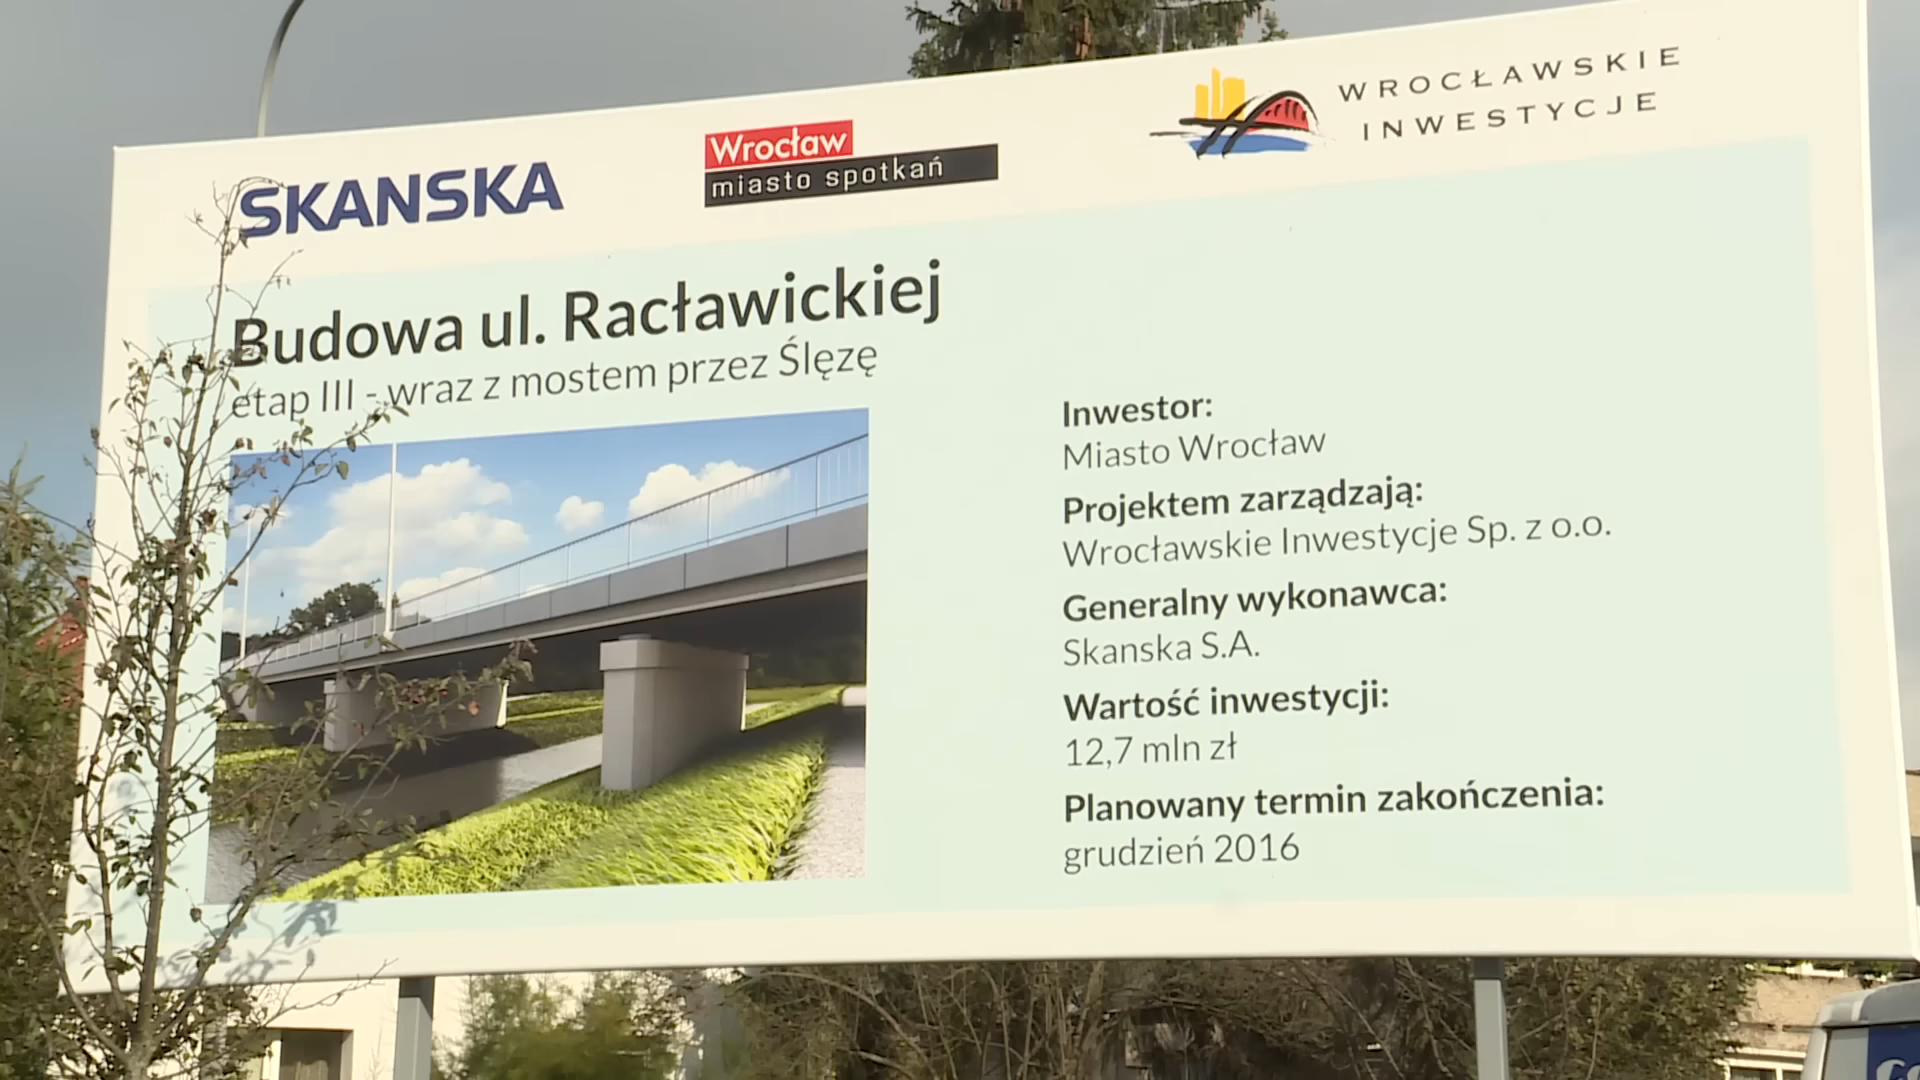 SKANSKA
Wrocław
miasto spotkań
WROCŁAWSKIE
INWESTYCJE
Budowa ul. Racławickiej
etap III - wraz z mostem przez Ślęzę
Inwestor:
Miasto Wrocław
Projektem zarządzają:
Wrocławskie Inwestycje Sp. z o.o.
Generalny wykonawca:
Skanska S.A.
Wartość inwestycji:
12,7 mln zł
Planowany termin zakończenia:
grudzień 2016